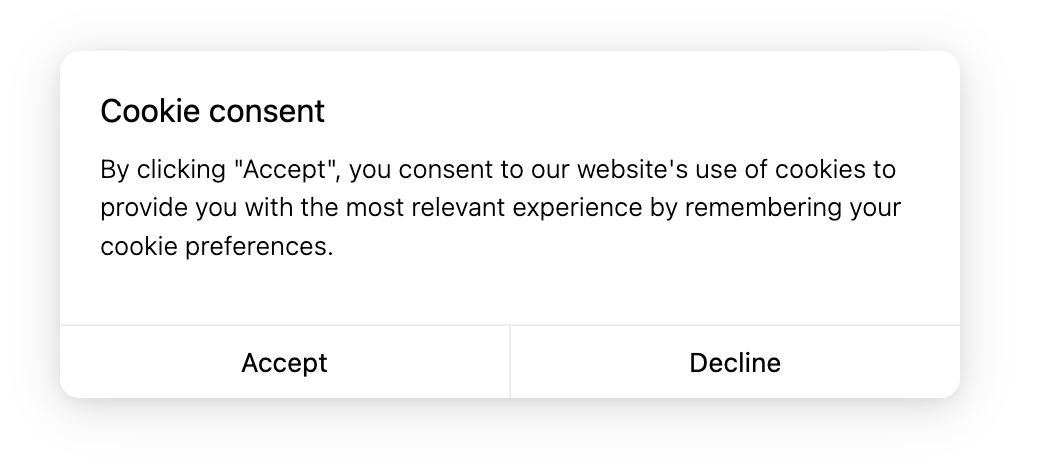 Cookie consent
By clicking "Accept", you consent to our website's use of cookies to
provide you with the most relevant experience by remembering your
cookie preferences.
Accept
Decline